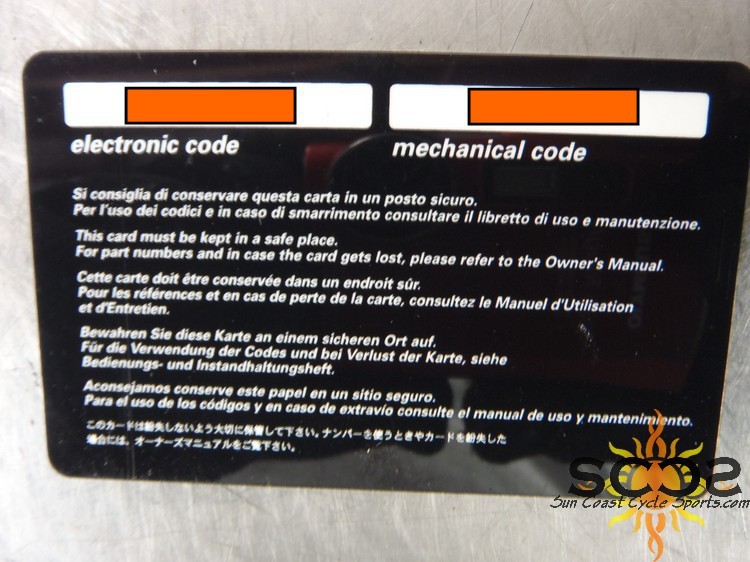 electronic code
mechanical code
Si consiglia di conservare questa carta in un posto sicuro.
Per l'uso dei codici e in caso di smarrimento consultare il libretto di uso e manutenzione.
This card must be kept in a safe place.
For part numbers and in case the card gets lost, please refer to the Owner's Manual.
Cette carte doit être conservée dans un endroit sûr.
Pour les références et en cas de perte de la carte, consultez le Manuel d'Utilisation
et d'Entretien.
Bewahren Sie diese Karte an einem sicheren Ort auf.
Für die Verwendung der Codes und bei Verlust der Karte, siehe
Bedienungs- und Instandhaltungsheft.
Aconsejamos conserve este papel en un sitio seguro.
Para el uso de los códigos y en caso de extravío consulte el manual de uso y mantenimiento.
このカードは紛失しないよう大切に保管して下さい。ナンバーを使うときやカードを紛失した
場合には、オーナーズマニュアルをご覧下さい。
Sun Coast Cycle Sports.com